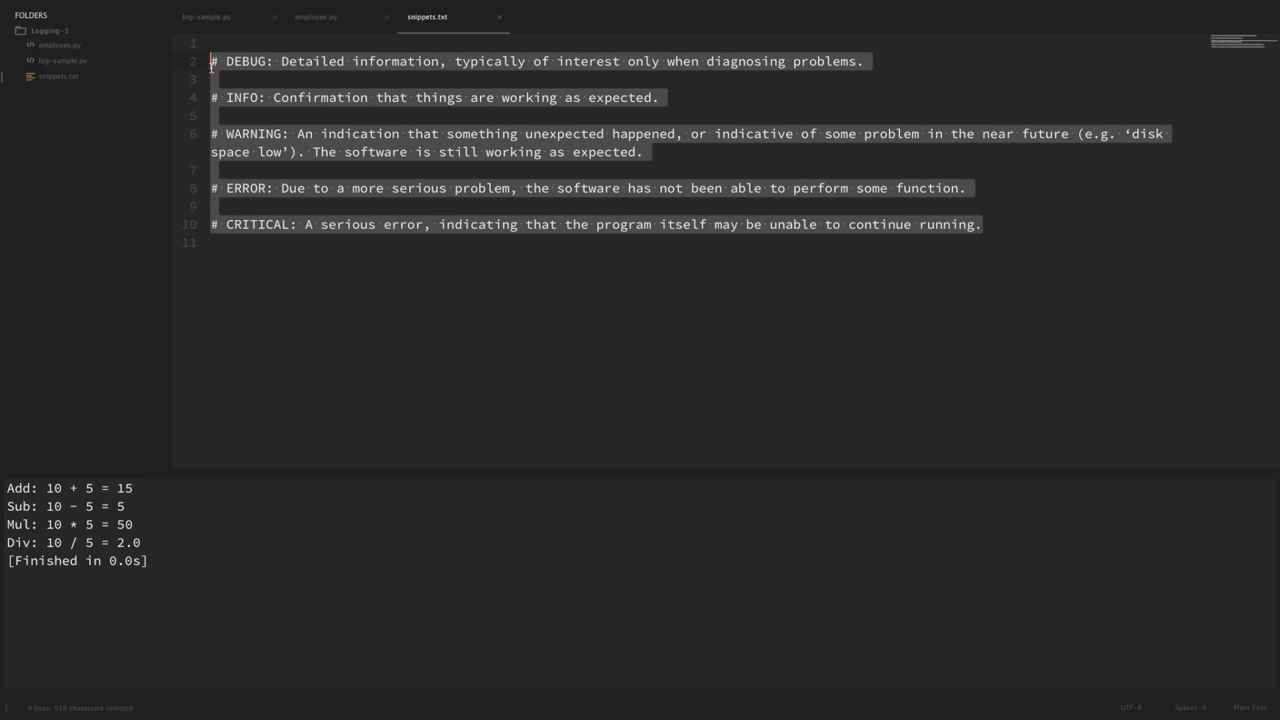 FOLDERS
Logging-1
employee.py
log-sample.py
snippets.txt
log-sample.py × employee.py × snippets.txt ×
1
2 # DEBUG: Detailed information, typically of interest only when diagnosing problems.
3
4 # INFO: Confirmation that things are working as expected.
5
6 # WARNING: An indication that something unexpected happened, or indicative of some problem in the near future (e.g. ‘disk
space low’). The software is still working as expected.
7
8 # ERROR: Due to a more serious problem, the software has not been able to perform some function.
9
10 # CRITICAL: A serious error, indicating that the program itself may be unable to continue running.
11
Add: 10 + 5 = 15
Sub: 10 - 5 = 5
Mul: 10 * 5 = 50
Div: 10 / 5 = 2.0
[Finished in 0.0s]
9 lines, 519 characters selected UTF-8 Spaces: 4 Plain Text